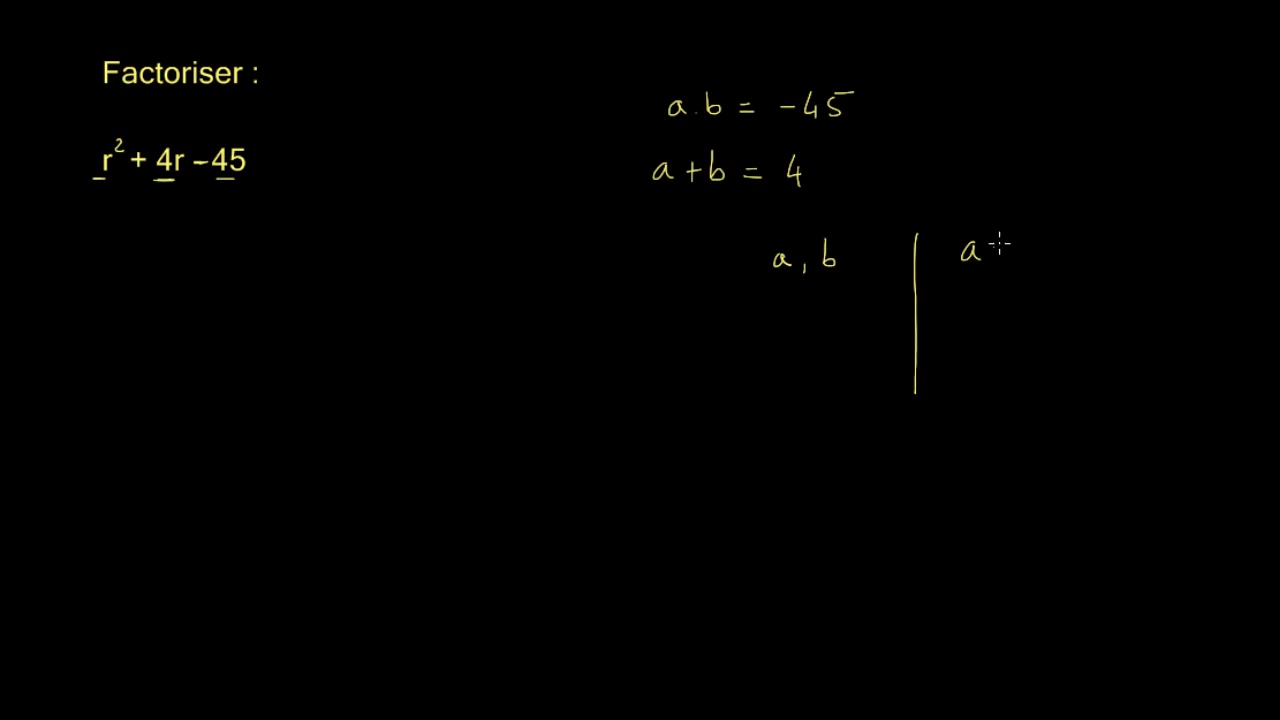 Factoriser :
r² + 4r - 45
a.b = -45
a + b = 4
a, b
a